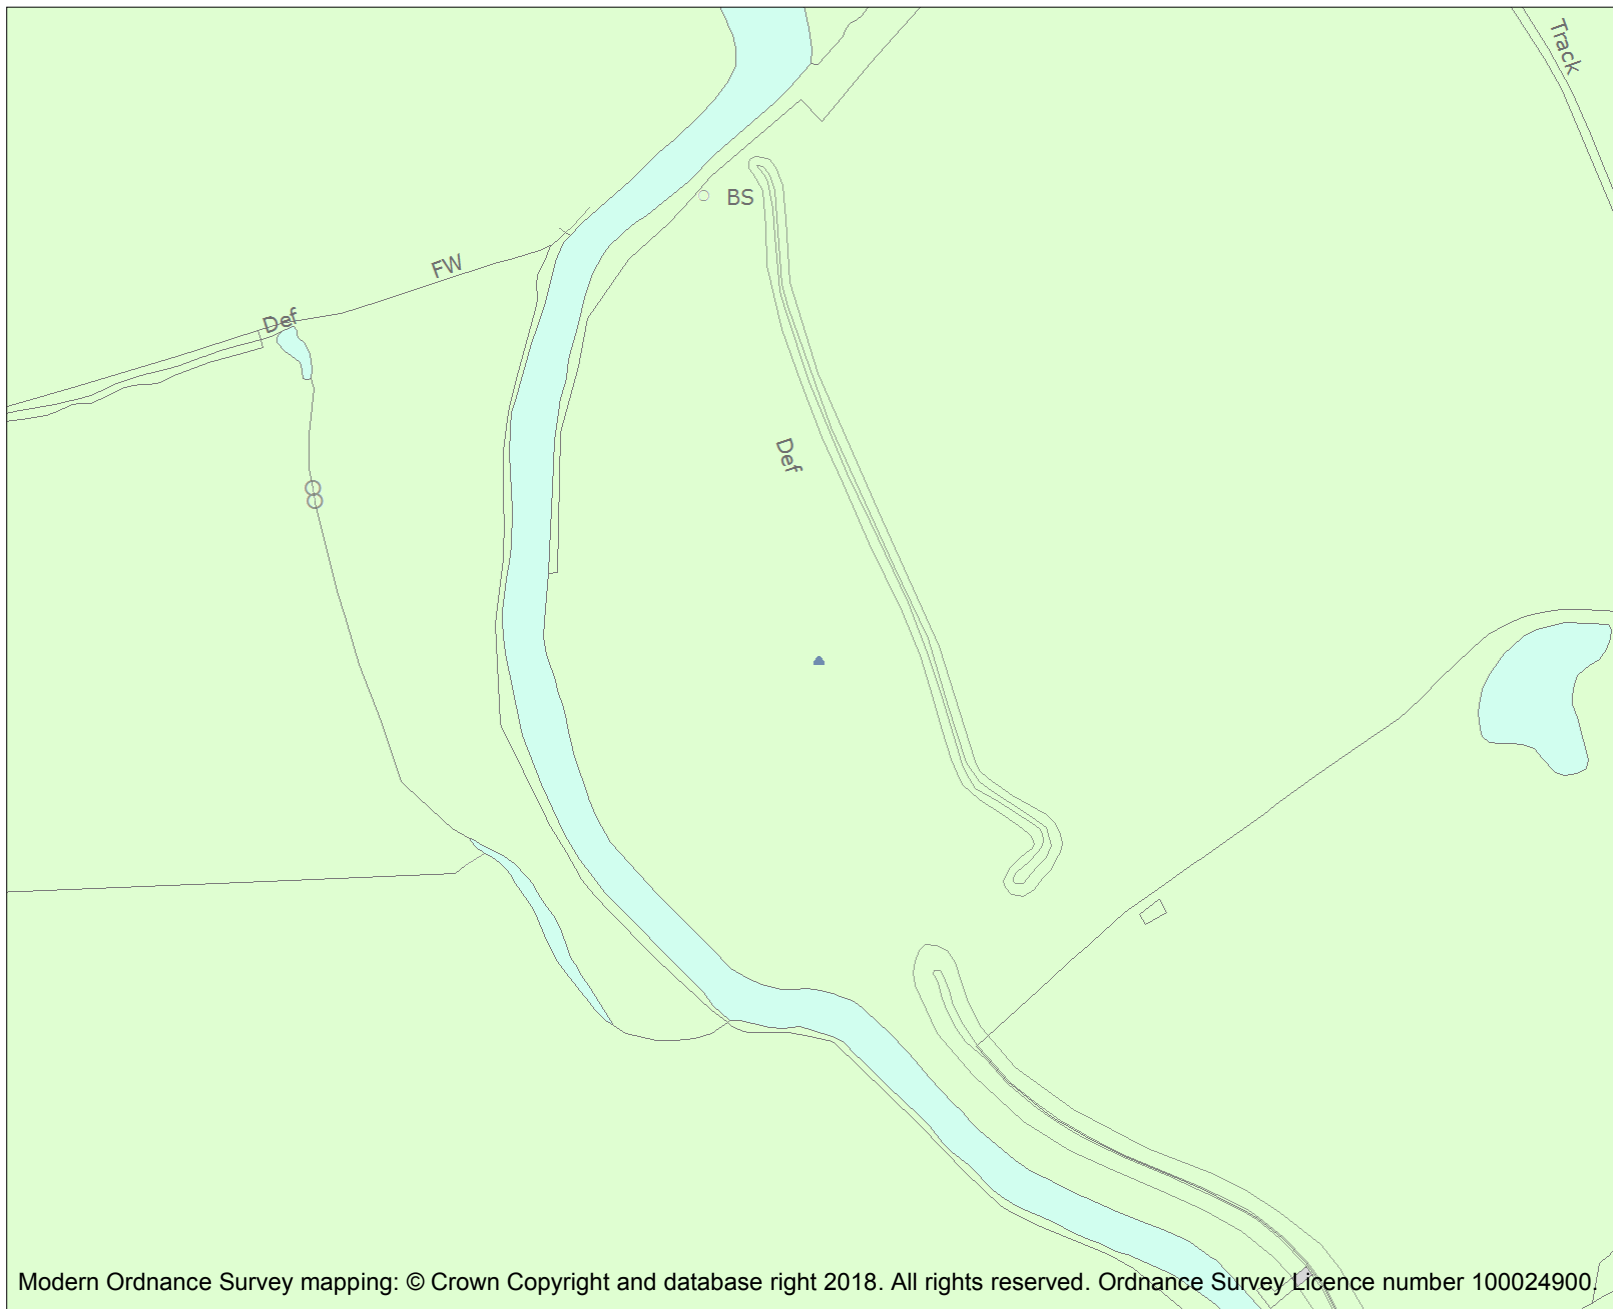 Track
BS
FW
Def
Def
Modern Ordnance Survey mapping: © Crown Copyright and database right 2018. All rights reserved. Ordnance Survey Licence number 100024900.